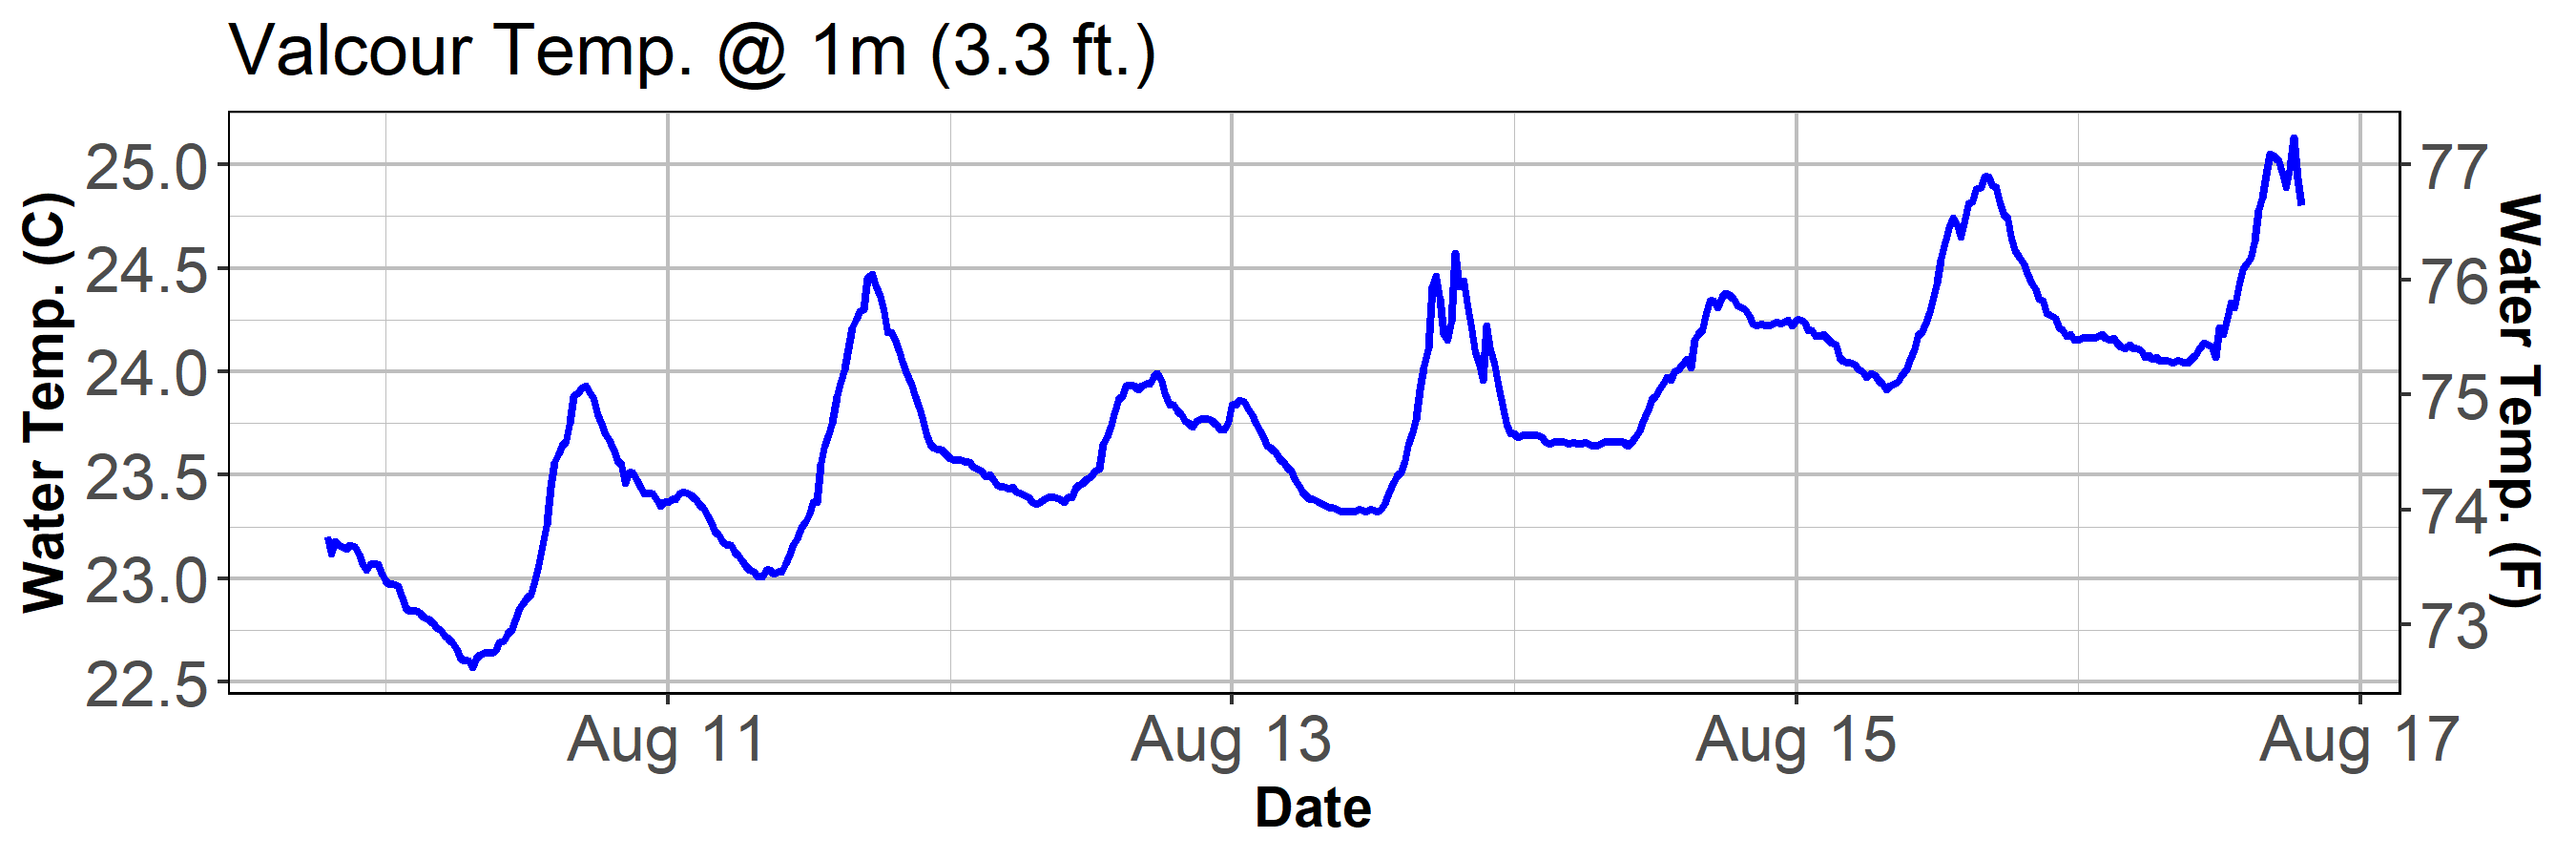 Valcour Temp. @ 1m (3.3 ft.)
Water Temp. (C)
25.0
24.5
24.0
23.5
23.0
22.5
77
76
75
74
73
Water Temp. (F)
Aug 11
Aug 13
Aug 15
Aug 17
Date